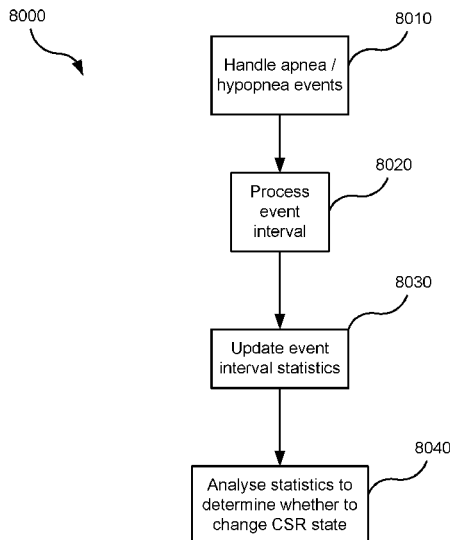 8000
8010
Handle apnea /
hypopnea events
8020
Process
event
interval
8030
Update event
interval statistics
8040
Analyse statistics to
determine whether to
change CSR state